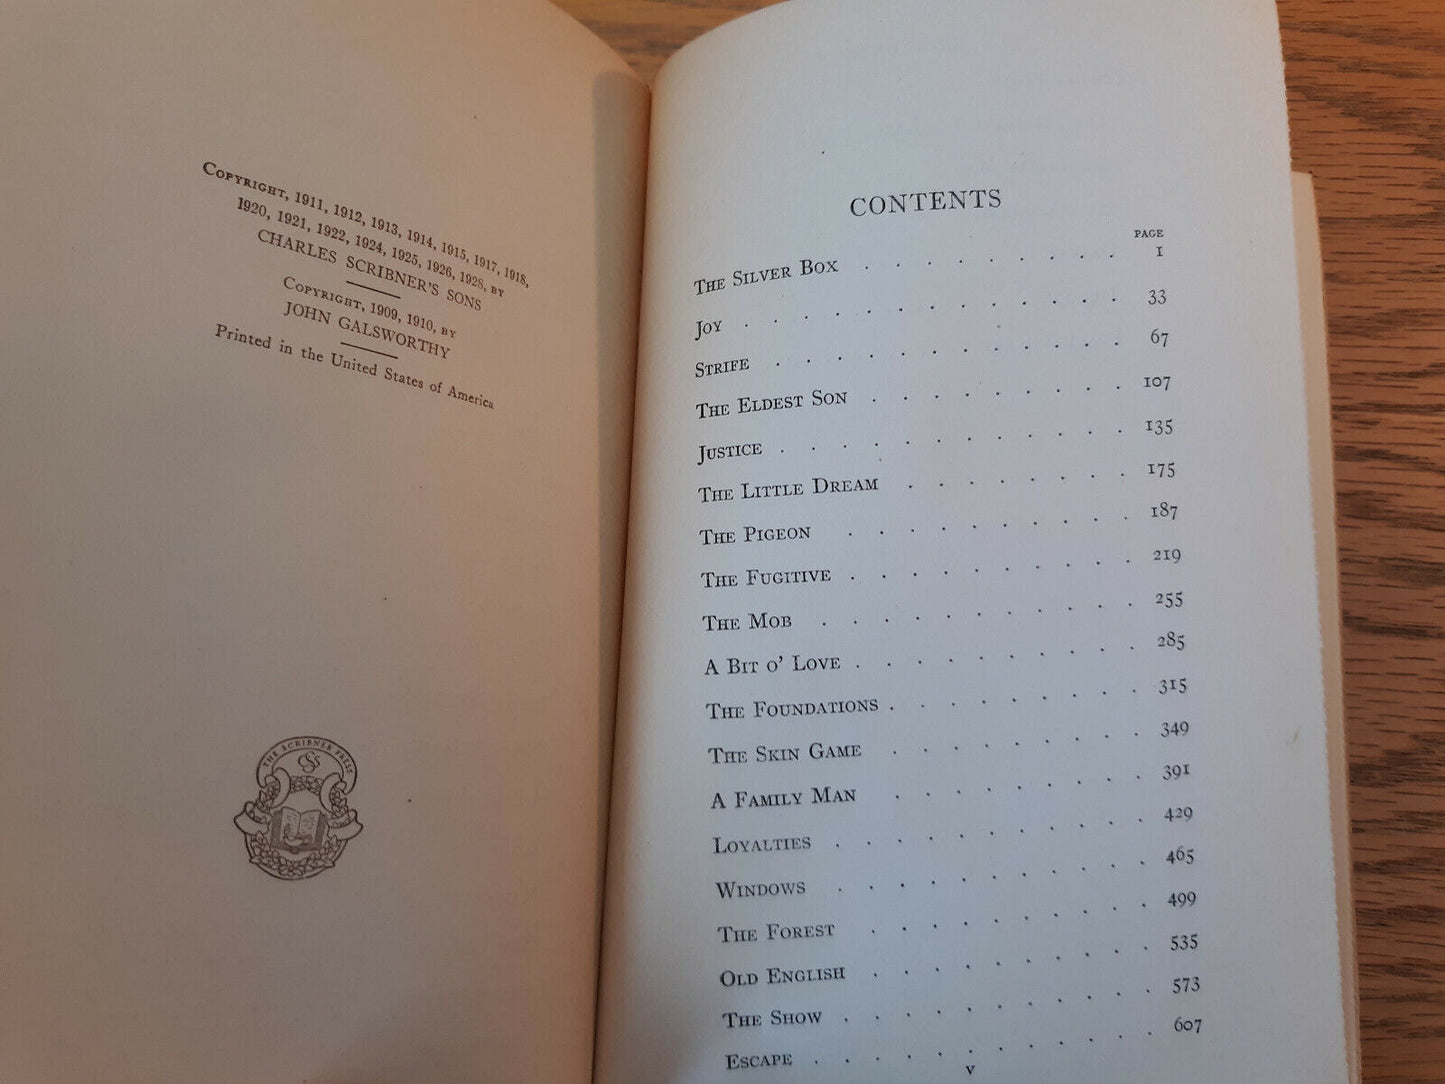 COPYRIGHT, 1911, 1912, 1913, 1914, 1915, 1917, 1918,
1920, 1921, 1922, 1924, 1925, 1926, 1928, BY
CHARLES SCRIBNER'S SONS
COPYRIGHT, 1909, 1910, BY
JOHN GALSWORTHY
Printed in the United States of America
THE SCRIBNER PRESS
CONTENTS
PAGE
THE SILVER BOX . . . . . . . . . 1
JOY . . . . . . . . . . . . 33
STRIFE . . . . . . . . . . . 67
THE ELDEST SON . . . . . . . . 107
JUSTICE . . . . . . . . . . . 135
THE LITTLE DREAM . . . . . . . 175
THE PIGEON . . . . . . . . . 187
THE FUGITIVE . . . . . . . . . 219
THE MOB . . . . . . . . . . 255
A BIT O' LOVE . . . . . . . . . 285
THE FOUNDATIONS . . . . . . . . 315
THE SKIN GAME . . . . . . . . 349
A FAMILY MAN . . . . . . . . 391
LOYALTIES . . . . . . . . . . 429
WINDOWS . . . . . . . . . . 465
THE FOREST . . . . . . . . . 499
OLD ENGLISH . . . . . . . . . 535
THE SHOW . . . . . . . . . . 573
ESCAPE . . . . . . . . . . . 607
v